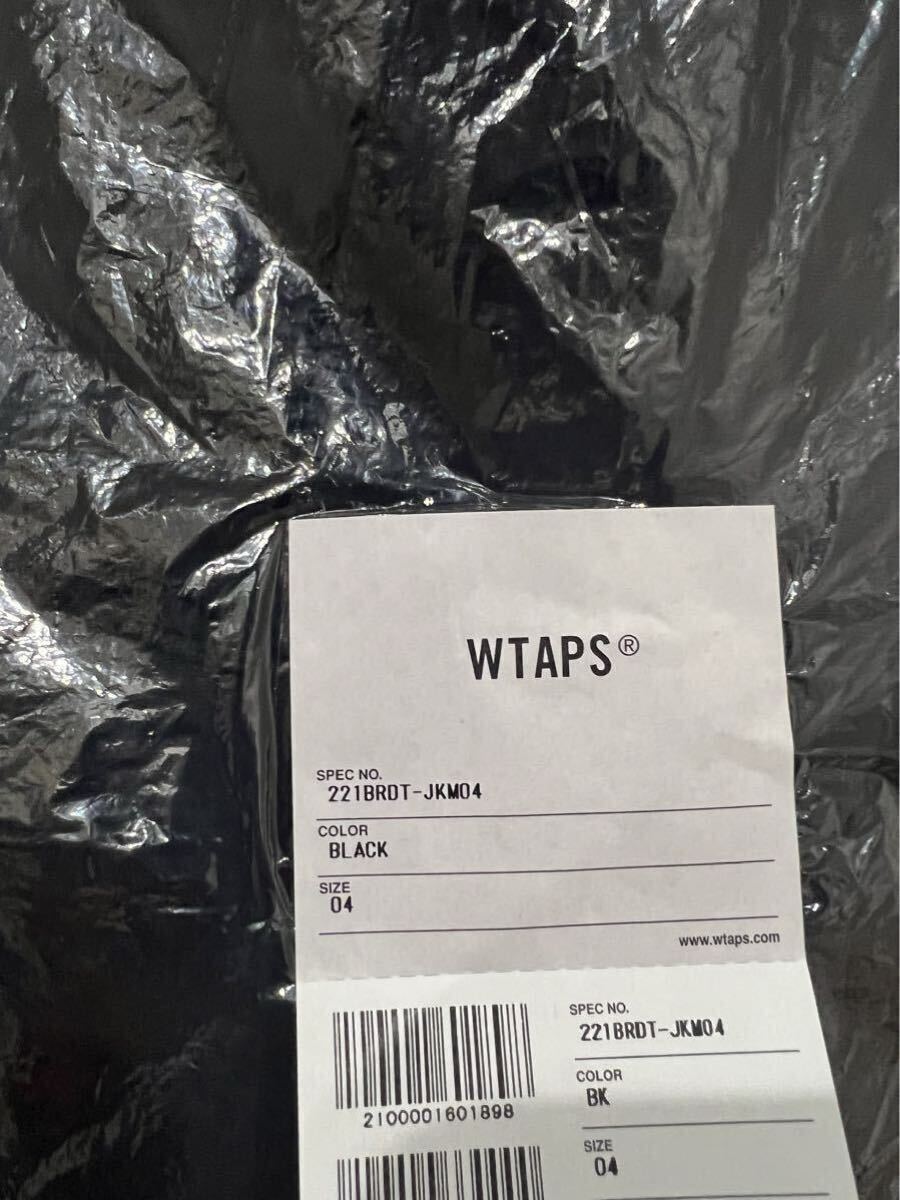 WTAPS®
SPEC NO.
221BRDT-JKM04
COLOR
BLACK
SIZE
04
www.wtaps.com
SPEC NO.
221BRDT-JKM04
COLOR
BK
SIZE
04
2100001601898